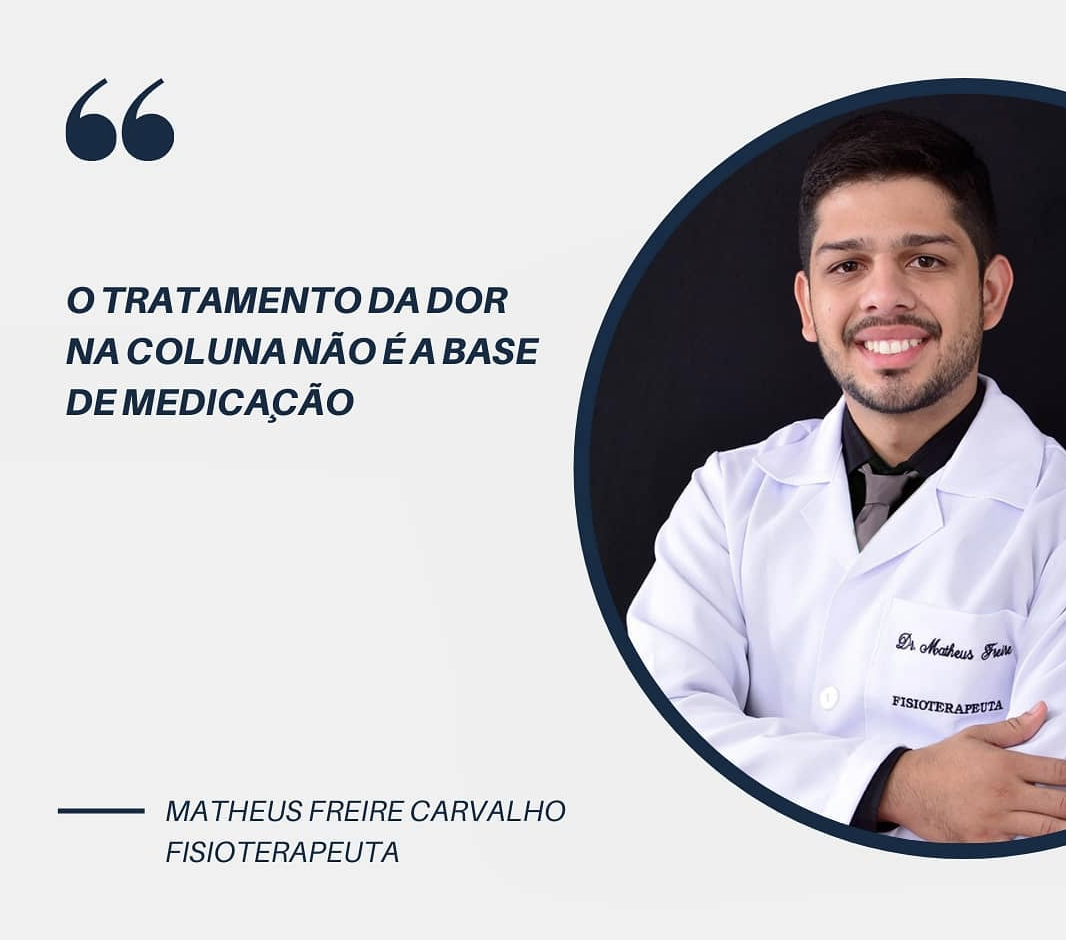 “
O TRATAMENTO DA DOR
NA COLUNA NÃO É A BASE
DE MEDICAÇÃO
Dr. Matheus Freire
FISIOTERAPEUTA
MATHEUS FREIRE CARVALHO
FISIOTERAPEUTA